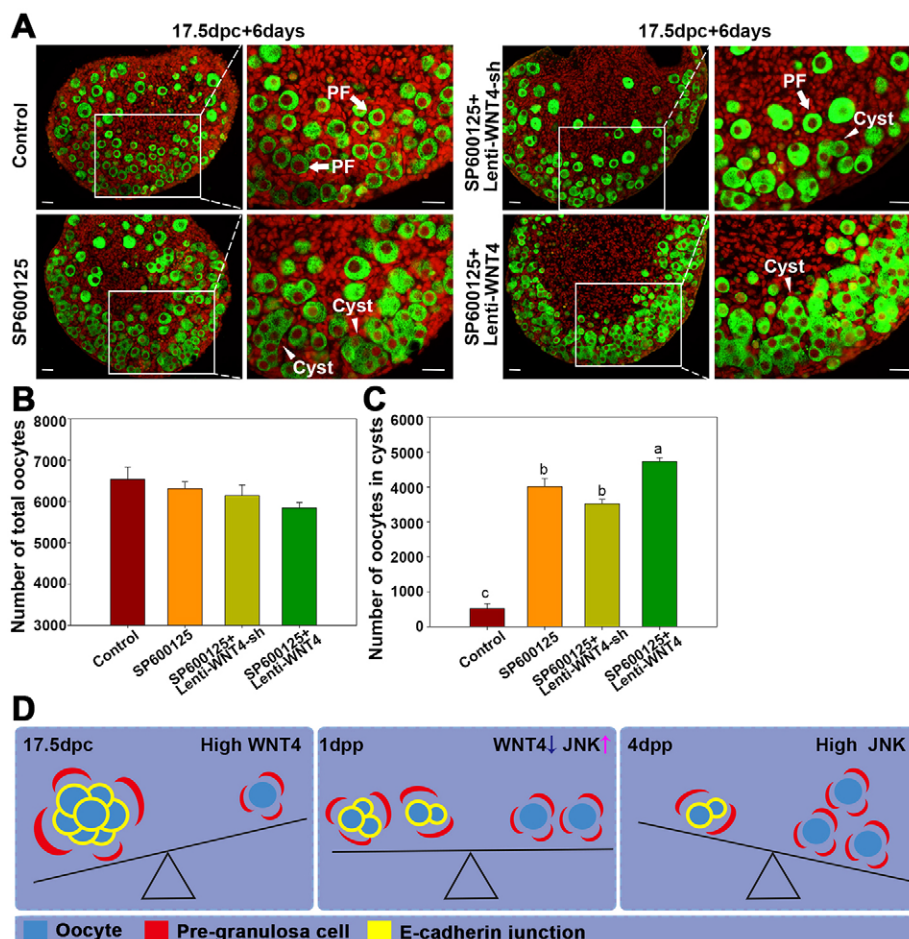 A
17.5dpc+6days
17.5dpc+6days
Control
PF
PF
SP600125+
Lenti-WNT4-sh
PF
Cyst
SP600125
Cyst
Cyst
SP600125+
Lenti-WNT4
Cyst
B
Number of total oocytes
8000
7000
6000
5000
4000
3000
Control
SP600125
SP600125+
Lenti-WNT4-sh
SP600125+
Lenti-WNT4
C
Number of oocytes in cysts
6000
5000
4000
3000
2000
1000
0
c
b
b
a
Control
SP600125
SP600125+
Lenti-WNT4-sh
SP600125+
Lenti-WNT4
D
17.5dpc High WNT4
1dpp WNT4↓ JNK↑
4dpp High JNK
Oocyte Pre-granulosa cell E-cadherin junction